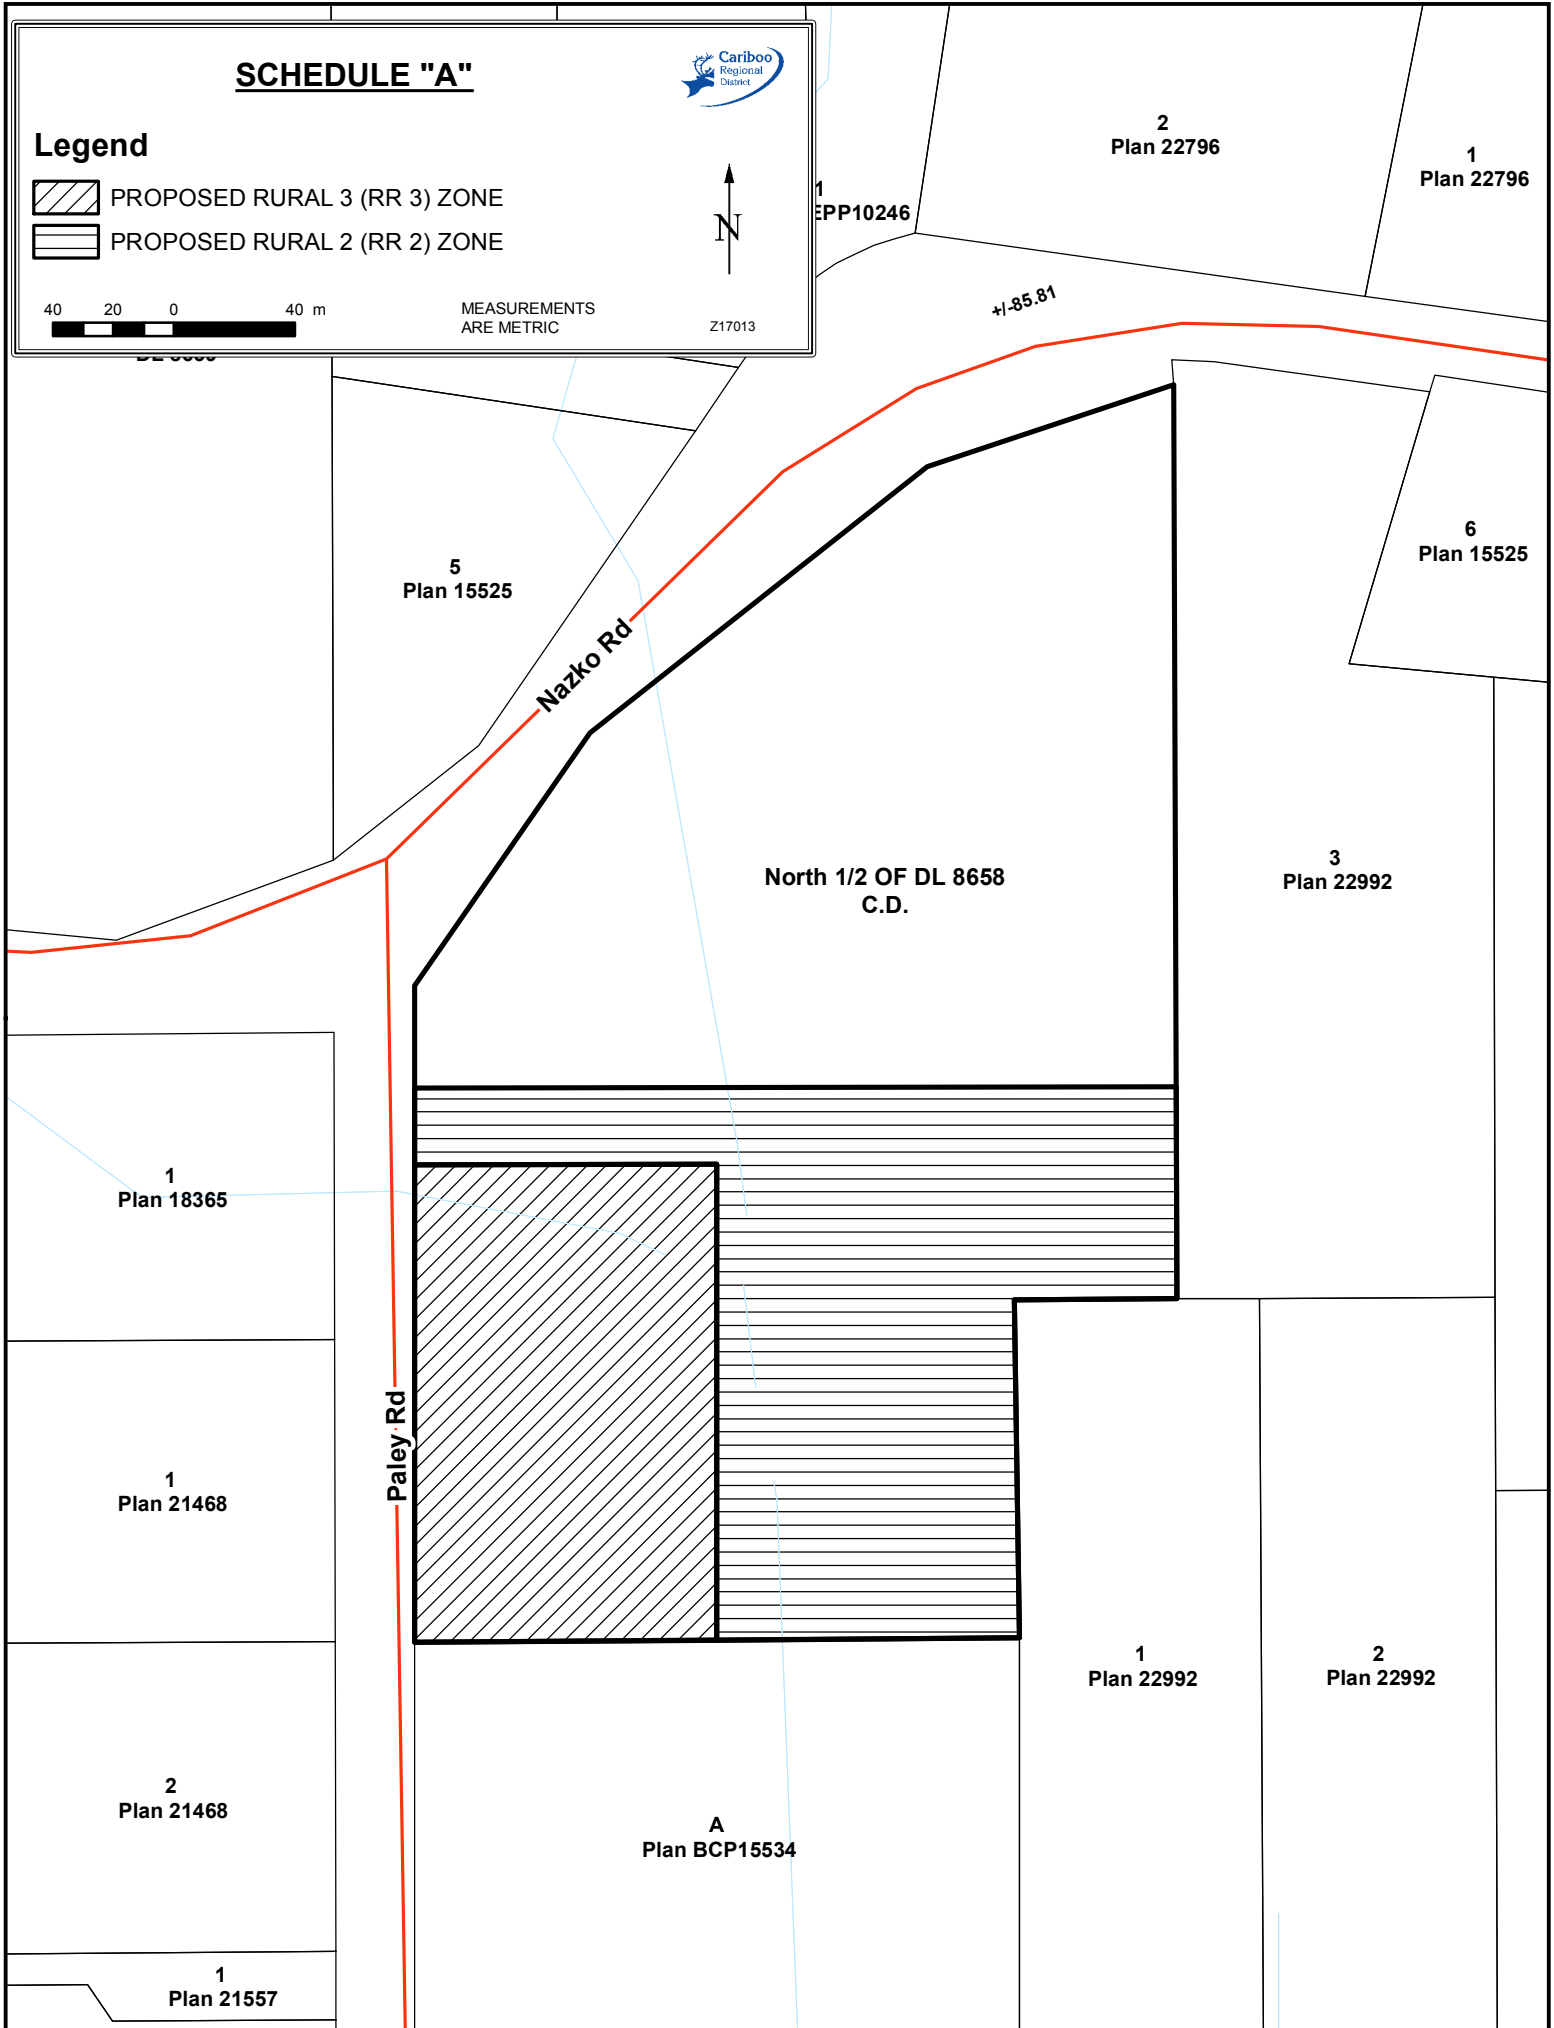 SCHEDULE "A"
Cariboo
Regional
District
Legend
PROPOSED RURAL 3 (RR 3) ZONE
PROPOSED RURAL 2 (RR 2) ZONE
N
40 20 0 40 m
MEASUREMENTS
ARE METRIC
Z17013
2
Plan 22796
1
Plan 22796
1
EPP10246
+/-85.81
5
Plan 15525
6
Plan 15525
Nazko Rd
North 1/2 OF DL 8658
C.D.
3
Plan 22992
1
Plan 18365
Paley Rd
1
Plan 21468
1
Plan 22992
2
Plan 22992
2
Plan 21468
A
Plan BCP15534
1
Plan 21557